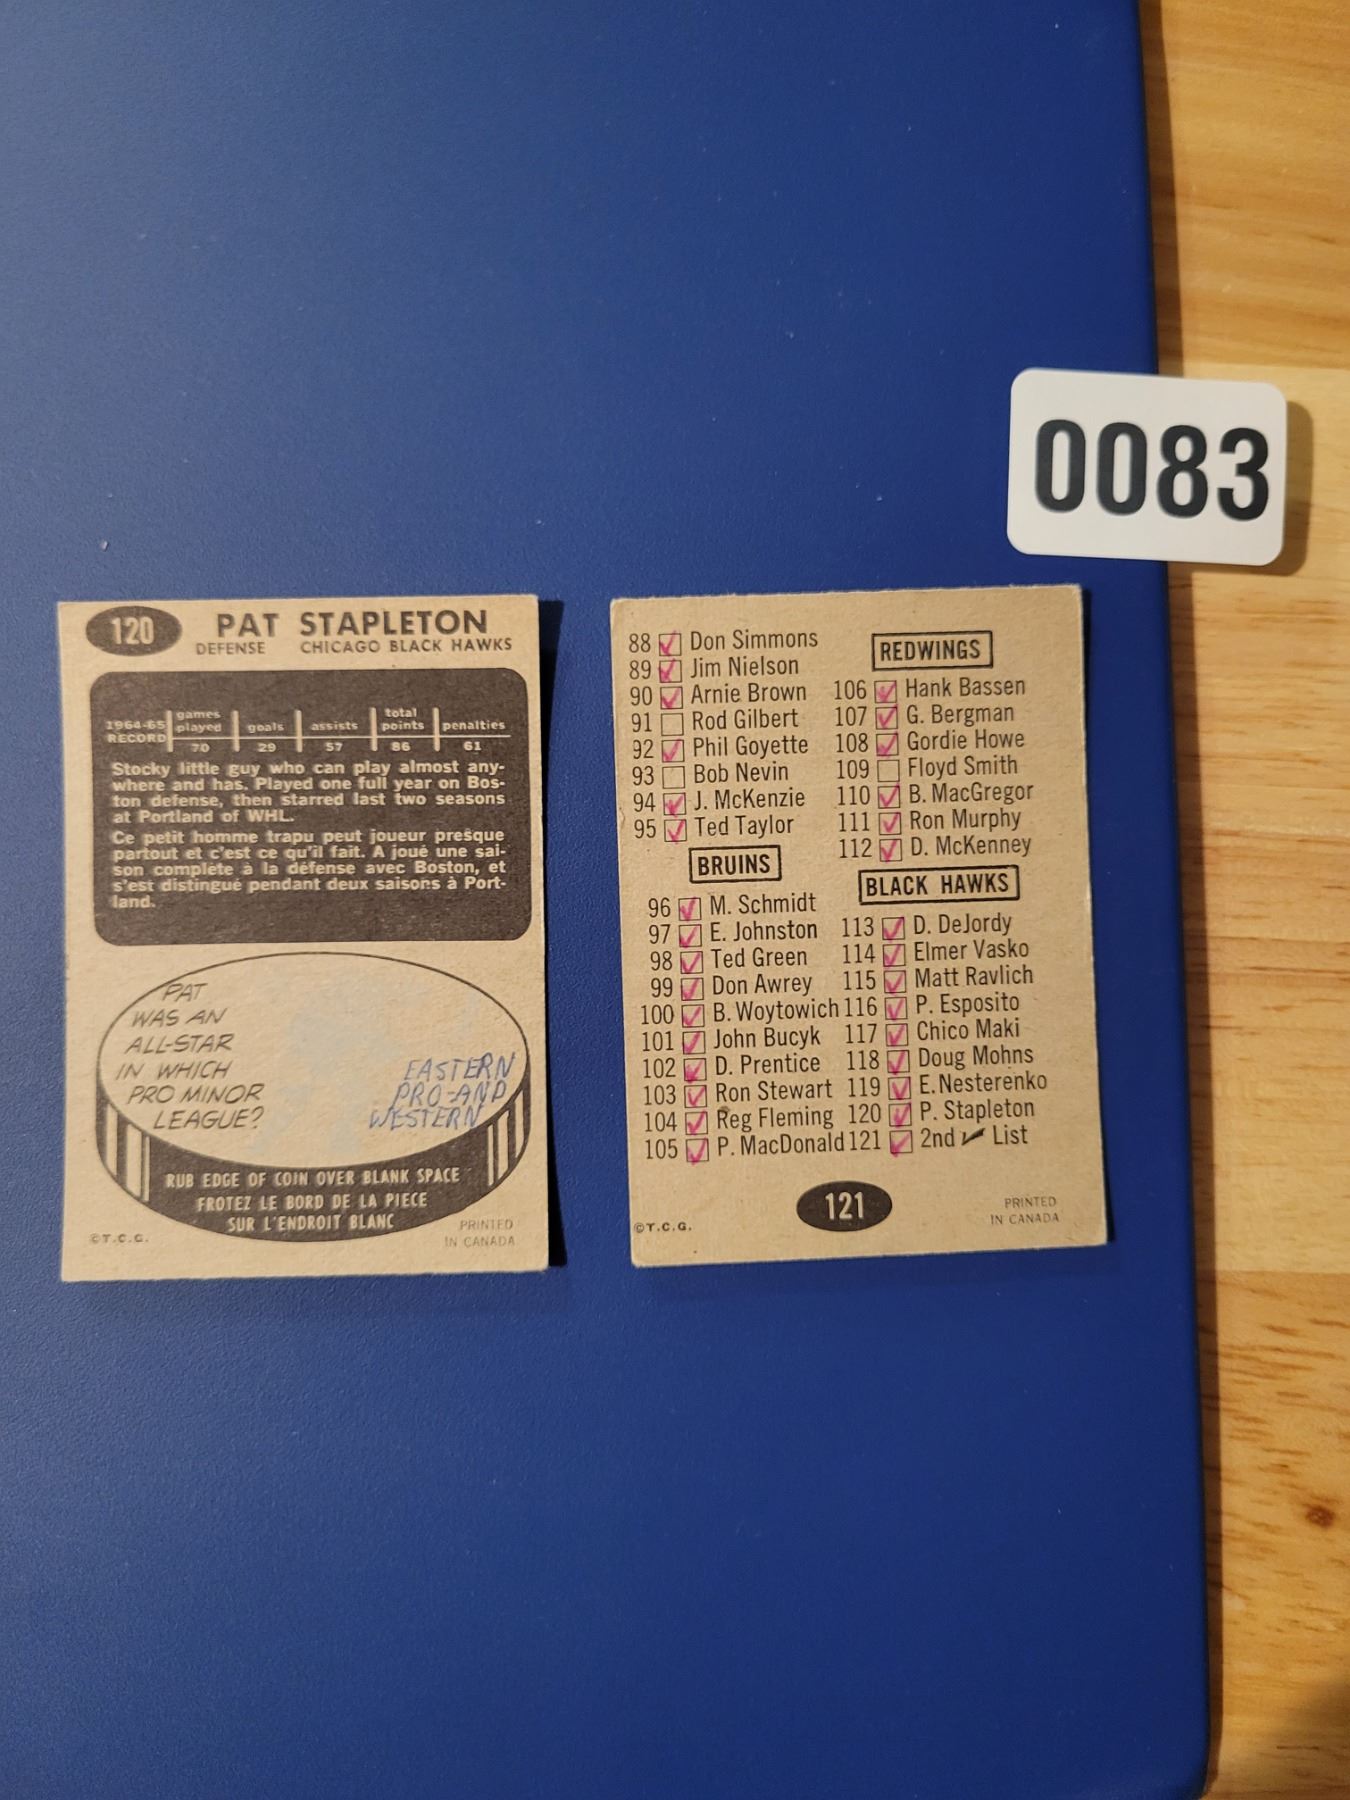 0083
120
PAT STAPLETON
DEFENSE CHICAGO BLACK HAWKS
1964-65 RECORD games played goals assists total points penalties
70 29 57 86 61
Stocky little guy who can play almost any-
where and has. Played one full year on Bos-
ton defense, then starred last two seasons
at Portland of WHL.
Ce petit homme trapu peut joueur presque
partout et c'est ce qu'il fait. A joué une sai-
son complète à la défense avec Boston, et
s'est distingué pendant deux saisons à Port-
land.
PAT
WAS AN
ALL-STAR
IN WHICH
PRO MINOR
LEAGUE?
EASTERN
PRO-AND
WESTERN
RUB EDGE OF COIN OVER BLANK SPACE
FROTEZ LE BORD DE LA PIECE
SUR L'ENDROIT BLANC
©T.C.G.
PRINTED
IN CANADA
88 Don Simmons
89 Jim Nielson
90 Arnie Brown
91 Rod Gilbert
92 Phil Goyette
93 Bob Nevin
94 J. McKenzie
95 Ted Taylor
BRUINS
96 M. Schmidt
97 E. Johnston
98 Ted Green
99 Don Awrey
100 B. Woytowich
101 John Bucyk
102 D. Prentice
103 Ron Stewart
104 Reg Fleming
105 P. MacDonald
REDWINGS
106 Hank Bassen
107 G. Bergman
108 Gordie Howe
109 Floyd Smith
110 B. MacGregor
111 Ron Murphy
112 D. McKenney
BLACK HAWKS
113 D. DeJordy
114 Elmer Vasko
115 Matt Ravlich
116 P. Esposito
117 Chico Maki
118 Doug Mohns
119 E. Nesterenko
120 P. Stapleton
121 2nd ✓ List
121
©T.C.G.
PRINTED
IN CANADA